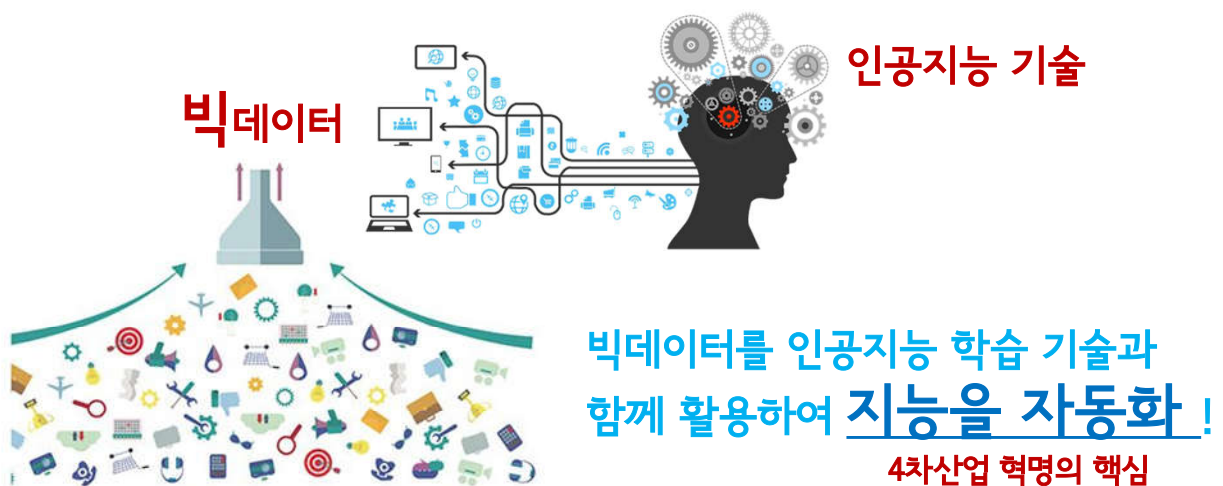 인공지능 기술
빅데이터
빅데이터를 인공지능 학습 기술과
함께 활용하여 지능을 자동화 !
4차산업 혁명의 핵심